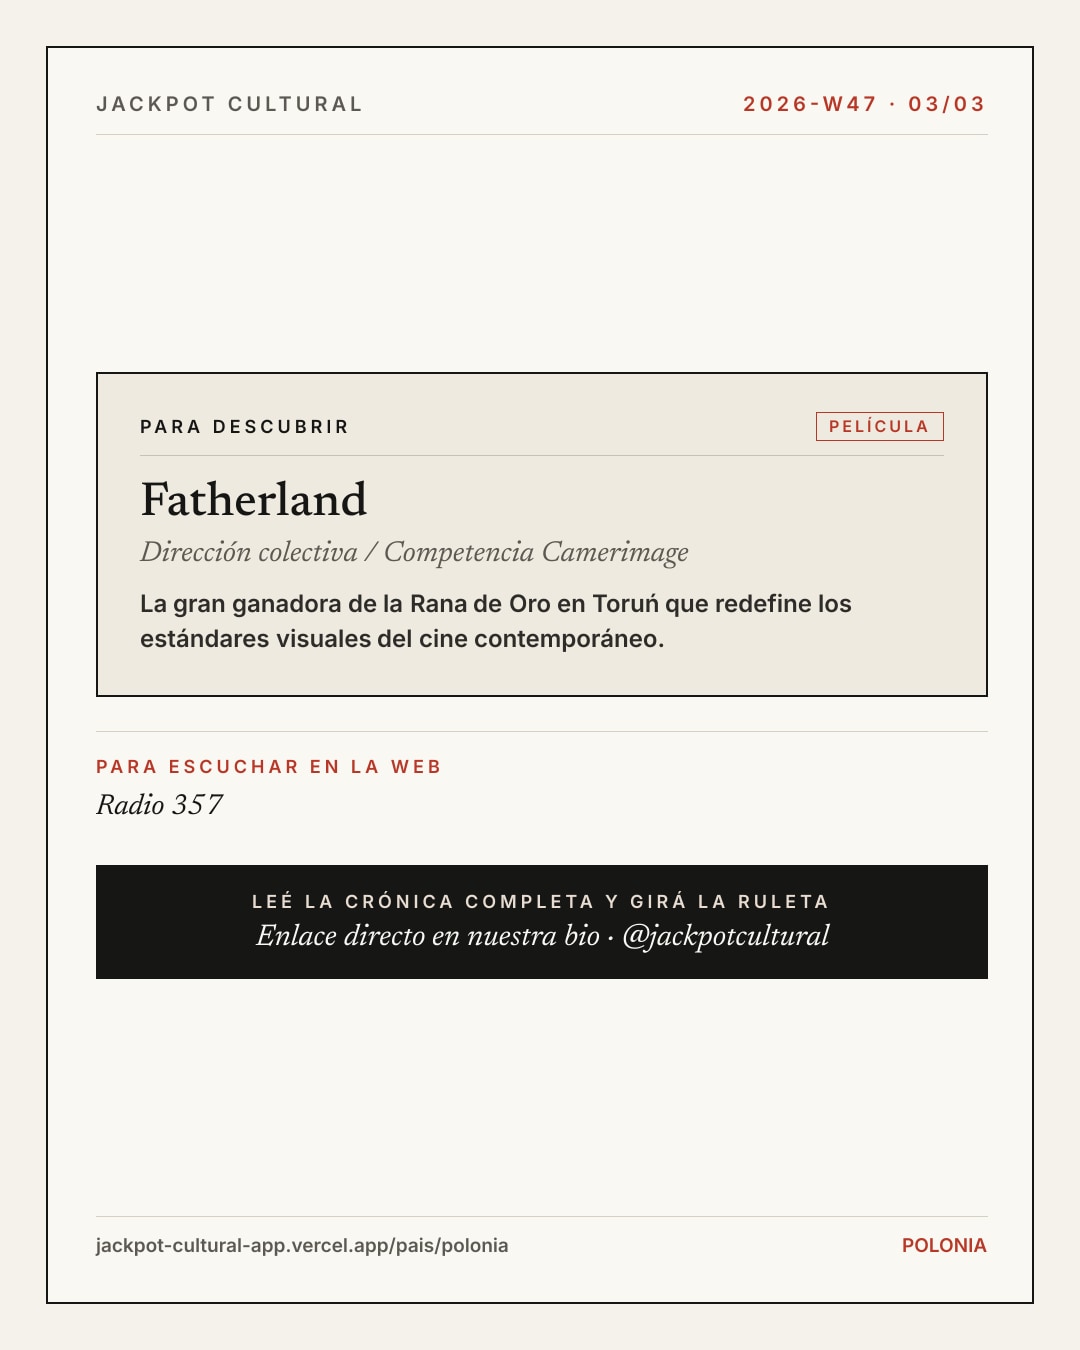 JACKPOT CULTURAL
2026-W47 · 03/03
PARA DESCUBRIR
PELÍCULA
Fatherland
Dirección colectiva / Competencia Camerimage
La gran ganadora de la Rana de Oro en Toruń que redefine los
estándares visuales del cine contemporáneo.
PARA ESCUCHAR EN LA WEB
Radio 357
LEÉ LA CRÓNICA COMPLETA Y GIRÁ LA RULETA
Enlace directo en nuestra bio · @jackpotcultural
jackpot-cultural-app.vercel.app/pais/polonia
POLONIA